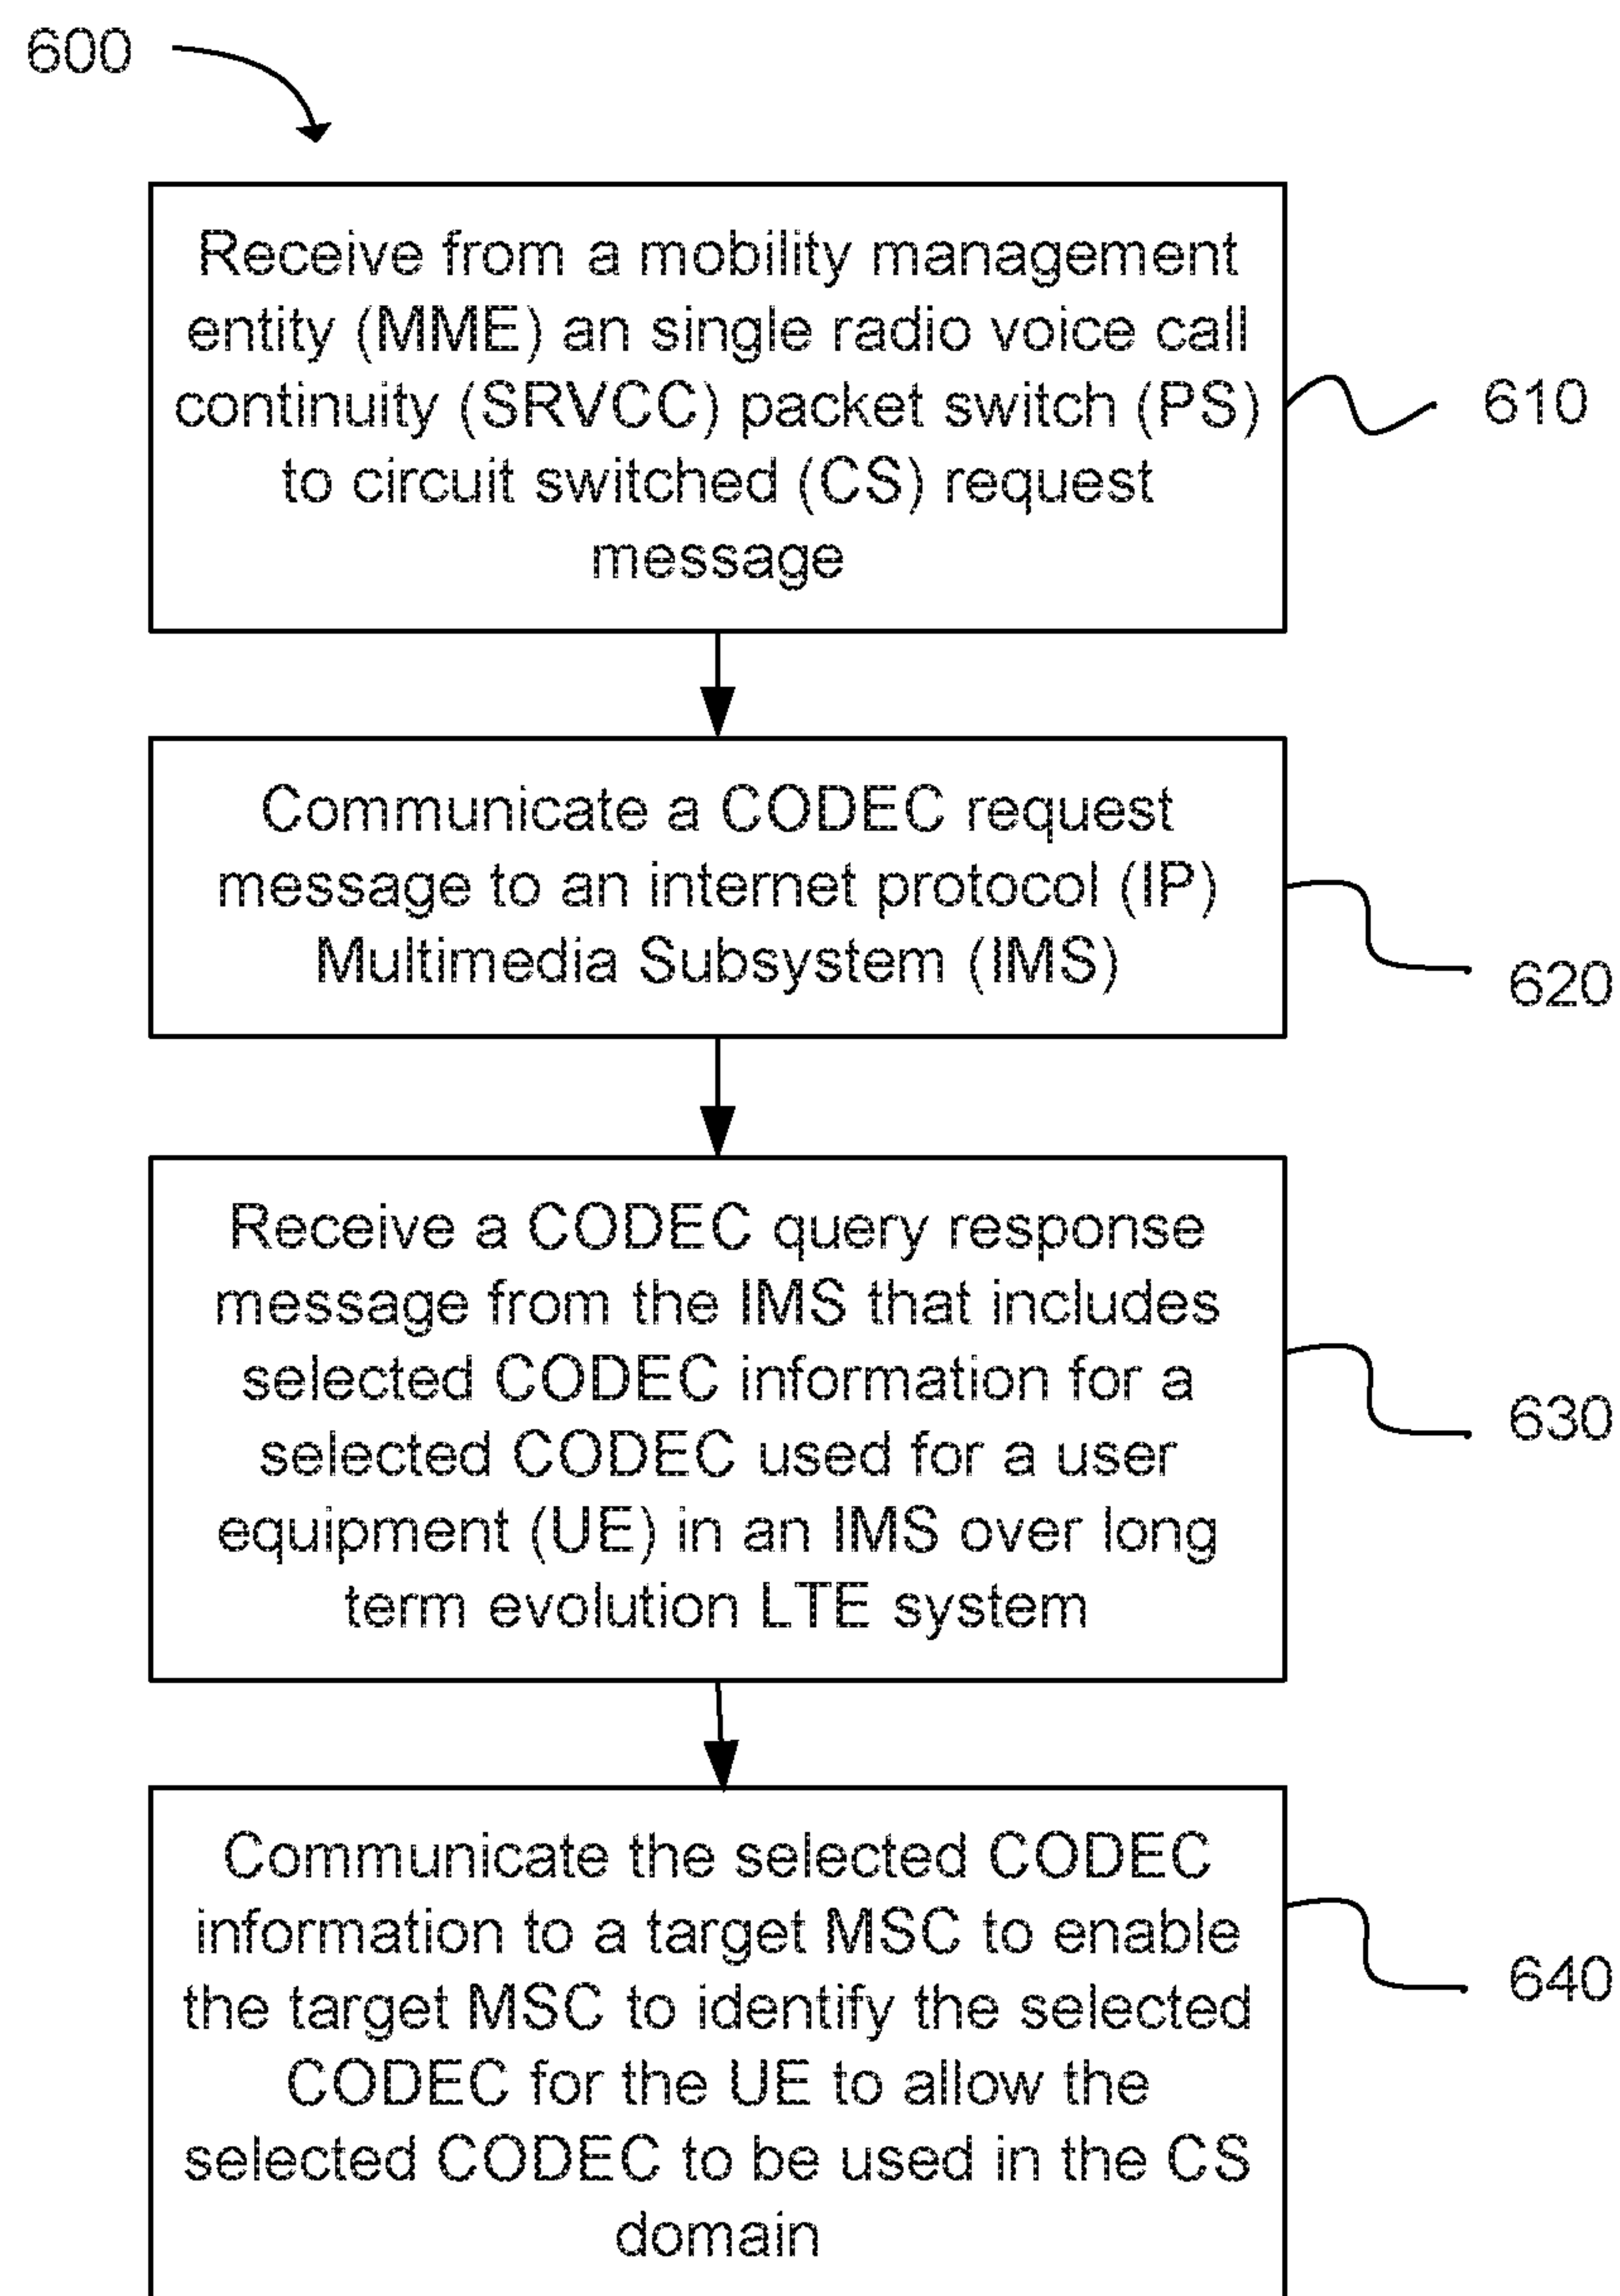 600
Receive from a mobility management
entity (MME) an single radio voice call
continuity (SRVCC) packet switch (PS)
to circuit switched (CS) request
message
610
Communicate a CODEC request
message to an internet protocol (IP)
Multimedia Subsystem (IMS)
620
Receive a CODEC query response
message from the IMS that includes
selected CODEC information for a
selected CODEC used for a user
equipment (UE) in an IMS over long
term evolution LTE system
630
Communicate the selected CODEC
information to a target MSC to enable
the target MSC to identify the selected
CODEC for the UE to allow the
selected CODEC to be used in the CS
domain
640